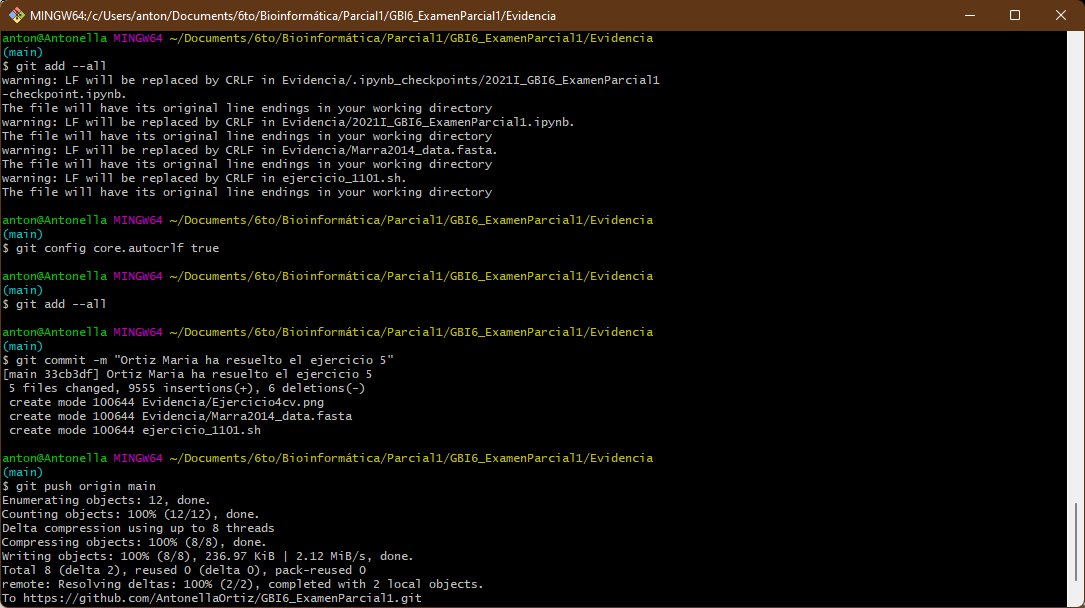 MINGW64:/c/Users/anton/Documents/6to/Bioinformática/Parcial1/GBI6_ExamenParcial1/Evidencia
anton@Antonella MINGW64 ~/Documents/6to/Bioinformática/Parcial1/GBI6_ExamenParcial1/Evidencia
(main)
$ git add --all
warning: LF will be replaced by CRLF in Evidencia/.ipynb_checkpoints/2021I_GBI6_ExamenParcial1
-checkpoint.ipynb.
The file will have its original line endings in your working directory
warning: LF will be replaced by CRLF in Evidencia/2021I_GBI6_ExamenParcial1.ipynb.
The file will have its original line endings in your working directory
warning: LF will be replaced by CRLF in Evidencia/Marra2014_data.fasta.
The file will have its original line endings in your working directory
warning: LF will be replaced by CRLF in ejercicio_1101.sh.
The file will have its original line endings in your working directory
anton@Antonella MINGW64 ~/Documents/6to/Bioinformática/Parcial1/GBI6_ExamenParcial1/Evidencia
(main)
$ git config core.autocrlf true
anton@Antonella MINGW64 ~/Documents/6to/Bioinformática/Parcial1/GBI6_ExamenParcial1/Evidencia
(main)
$ git add --all
anton@Antonella MINGW64 ~/Documents/6to/Bioinformática/Parcial1/GBI6_ExamenParcial1/Evidencia
(main)
$ git commit -m "Ortiz Maria ha resuelto el ejercicio 5"
[main 33cb3df] Ortiz Maria ha resuelto el ejercicio 5
5 files changed, 9555 insertions(+), 6 deletions(-)
create mode 100644 Evidencia/Ejercicio4cv.png
create mode 100644 Evidencia/Marra2014_data.fasta
create mode 100644 ejercicio_1101.sh
anton@Antonella MINGW64 ~/Documents/6to/Bioinformática/Parcial1/GBI6_ExamenParcial1/Evidencia
(main)
$ git push origin main
Enumerating objects: 12, done.
Counting objects: 100% (12/12), done.
Delta compression using up to 8 threads
Compressing objects: 100% (8/8), done.
Writing objects: 100% (8/8), 236.97 KiB | 2.12 MiB/s, done.
Total 8 (delta 2), reused 0 (delta 0), pack-reused 0
remote: Resolving deltas: 100% (2/2), completed with 2 local objects.
To https://github.com/AntonellaOrtiz/GBI6_ExamenParcial1.git